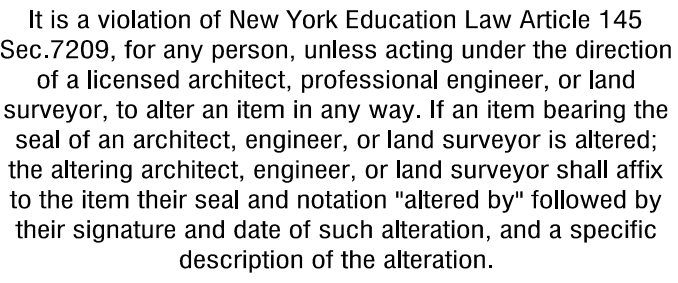 It is a violation of New York Education Law Article 145
Sec.7209, for any person, unless acting under the direction
of a licensed architect, professional engineer, or land
surveyor, to alter an item in any way. If an item bearing the
seal of an architect, engineer, or land surveyor is altered;
the altering architect, engineer, or land surveyor shall affix
to the item their seal and notation "altered by" followed by
their signature and date of such alteration, and a specific
description of the alteration.